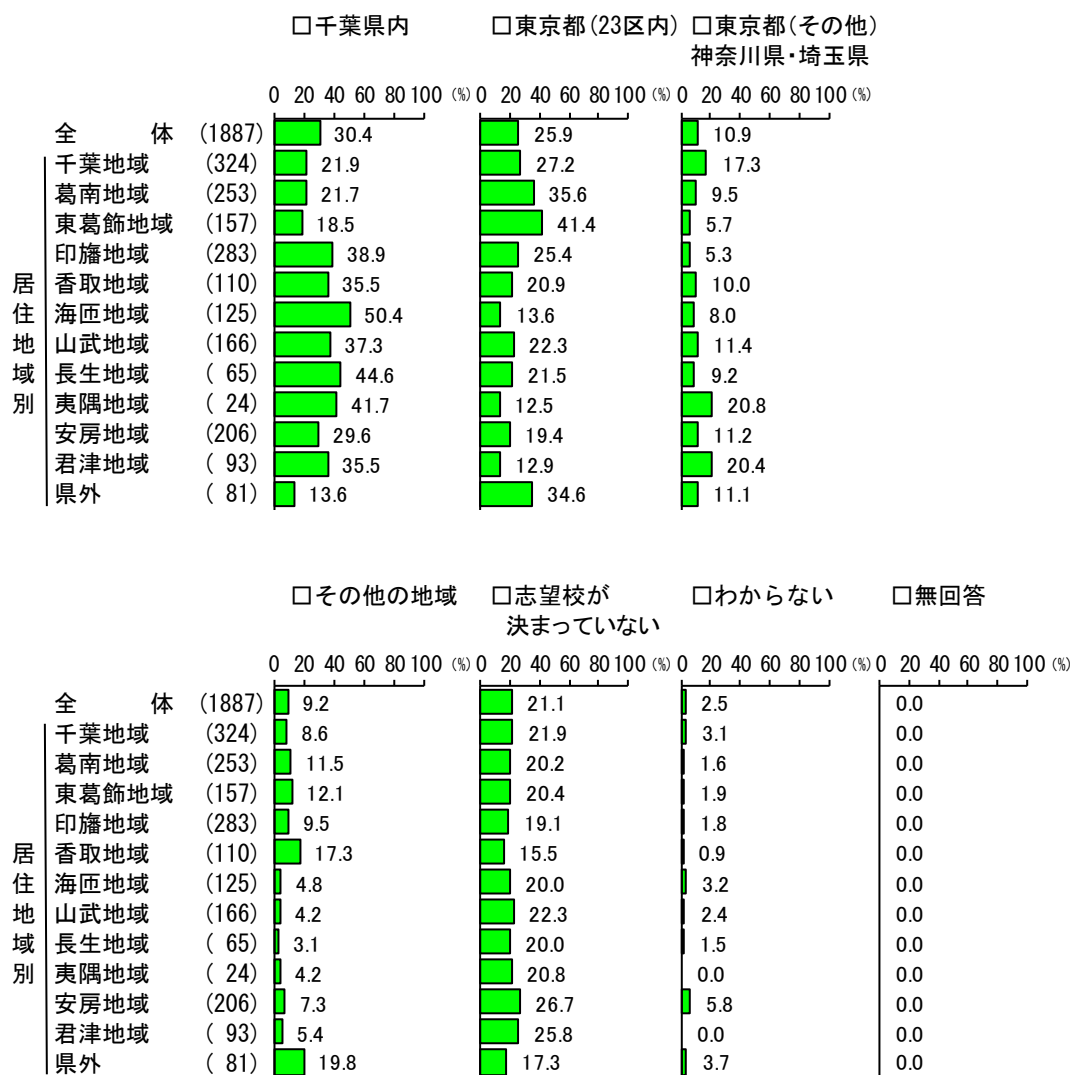 □千葉県内 □東京都(23区内) □東京都(その他)
神奈川県・埼玉県
0 20 40 60 80 100 (%) 0 20 40 60 80 100 (%) 0 20 40 60 80 100 (%)
全体 (1887) 30.4 25.9 10.9
千葉地域 (324) 21.9 27.2 17.3
葛南地域 (253) 21.7 35.6 9.5
東葛飾地域 (157) 18.5 41.4 5.7
印旛地域 (283) 38.9 25.4 5.3
居 香取地域 (110) 35.5 20.9 10.0
住 海匝地域 (125) 50.4 13.6 8.0
地 山武地域 (166) 37.3 22.3 11.4
域 長生地域 ( 65) 44.6 21.5 9.2
別 夷隅地域 ( 24) 41.7 12.5 20.8
安房地域 (206) 29.6 19.4 11.2
君津地域 ( 93) 35.5 12.9 20.4
県外 ( 81) 13.6 34.6 11.1
□その他の地域 □志望校が □わからない □無回答
決まっていない
0 20 40 60 80 100 (%) 0 20 40 60 80 100 (%) 0 20 40 60 80 100 (%) 0 20 40 60 80 100 (%)
全体 (1887) 9.2 21.1 2.5 0.0
千葉地域 (324) 8.6 21.9 3.1 0.0
葛南地域 (253) 11.5 20.2 1.6 0.0
東葛飾地域 (157) 12.1 20.4 1.9 0.0
印旛地域 (283) 9.5 19.1 1.8 0.0
居 香取地域 (110) 17.3 15.5 0.9 0.0
住 海匝地域 (125) 4.8 20.0 3.2 0.0
地 山武地域 (166) 4.2 22.3 2.4 0.0
域 長生地域 ( 65) 3.1 20.0 1.5 0.0
別 夷隅地域 ( 24) 4.2 20.8 0.0 0.0
安房地域 (206) 7.3 26.7 5.8 0.0
君津地域 ( 93) 5.4 25.8 0.0 0.0
県外 ( 81) 19.8 17.3 3.7 0.0